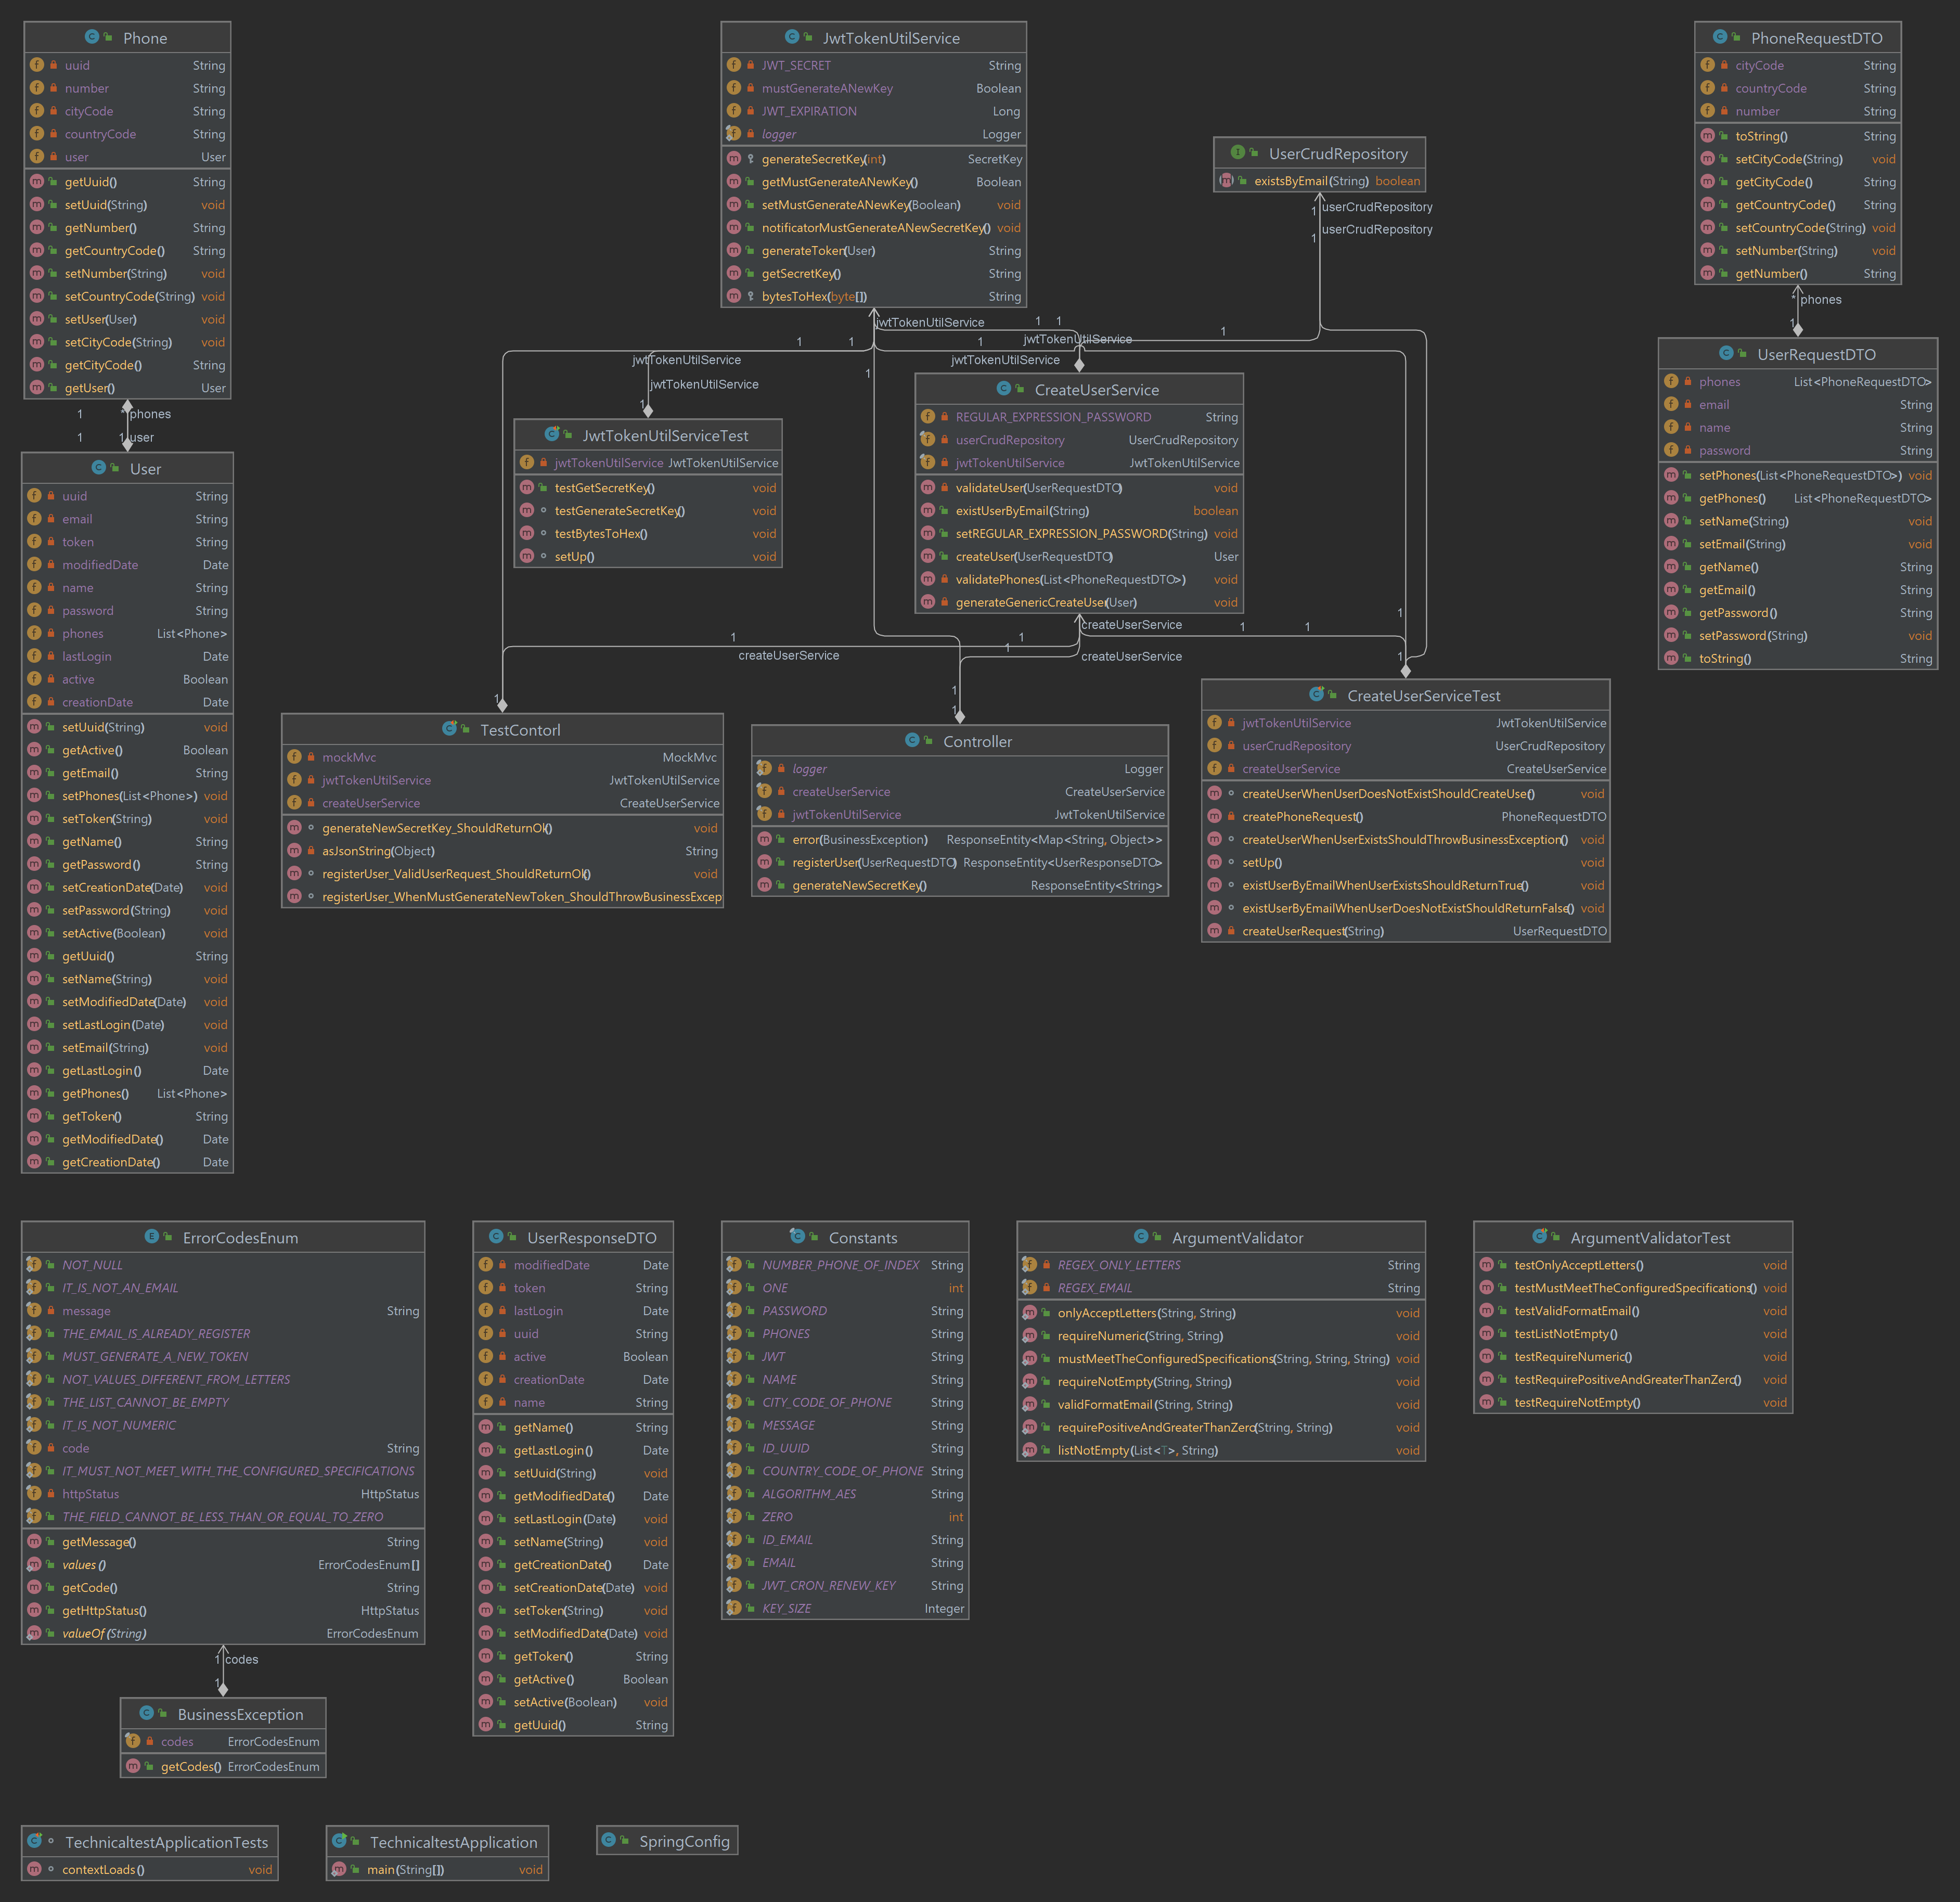 Phone
uuid String
number String
cityCode String
countryCode String
user User
getUuid() String
setUuid(String) void
getNumber() String
getCountryCode() String
setNumber(String) void
setCountryCode(String) void
setUser(User) void
setCityCode(String) void
getCityCode() String
getUser() User
1 * phones
1 1 user
User
uuid String
email String
token String
modifiedDate Date
name String
password String
phones List<Phone>
lastLogin Date
active Boolean
creationDate Date
setUuid(String) void
getActive() Boolean
getEmail() String
setPhones(List<Phone>) void
setToken(String) void
getName() String
getPassword() String
setCreationDate(Date) void
setPassword(String) void
setActive(Boolean) void
getUuid() String
setName(String) void
setModifiedDate(Date) void
setLastLogin(Date) void
setEmail(String) void
getLastLogin() Date
getPhones() List<Phone>
getToken() String
getModifiedDate() Date
getCreationDate() Date
JwtTokenUtilService
JWT_SECRET String
mustGenerateANewKey Boolean
JWT_EXPIRATION Long
logger Logger
generateSecretKey(int) SecretKey
getMustGenerateANewKey() Boolean
setMustGenerateANewKey(Boolean) void
notificatorMustGenerateANewSecretKey() void
generateToken(User) String
getSecretKey() String
bytesToHex(byte[]) String
UserCrudRepository
existsByEmail(String) boolean
1 userCrudRepository
1 userCrudRepository
PhoneRequestDTO
cityCode String
countryCode String
number String
toString() String
setCityCode(String) void
getCityCode() String
getCountryCode() String
setCountryCode(String) void
setNumber(String) void
getNumber() String
* phones
1
UserRequestDTO
phones List<PhoneRequestDTO>
email String
name String
password String
setPhones(List<PhoneRequestDTO>) void
getPhones() List<PhoneRequestDTO>
setName(String) void
setEmail(String) void
getName() String
getEmail() String
getPassword() String
setPassword(String) void
toString() String
jwtTokenUtilService 1 1
1 1 1 jwtTokenUtilService 1
jwtTokenUtilService jwtTokenUtilService
1
jwtTokenUtilService
1
JwtTokenUtilServiceTest
jwtTokenUtilService JwtTokenUtilService
testGetSecretKey() void
testGenerateSecretKey() void
testBytesToHex() void
setUp() void
CreateUserService
REGULAR_EXPRESSION_PASSWORD String
userCrudRepository UserCrudRepository
jwtTokenUtilService JwtTokenUtilService
validateUser(UserRequestDTO) void
existUserByEmail(String) boolean
setREGULAR_EXPRESSION_PASSWORD(String) void
createUser(UserRequestDTO) User
validatePhones(List<PhoneRequestDTO>) void
generateGenericCreateUser(User) void
1
createUserService 1 1
1 1
createUserService 1 createUserService 1
1 1
1
TestContorl
mockMvc MockMvc
jwtTokenUtilService JwtTokenUtilService
createUserService CreateUserService
generateNewSecretKey_ShouldReturnOk() void
asJsonString(Object) String
registerUser_ValidUserRequest_ShouldReturnOk() void
registerUser_WhenMustGenerateNewToken_ShouldThrowBusinessExcep
Controller
logger Logger
createUserService CreateUserService
jwtTokenUtilService JwtTokenUtilService
error(BusinessException) ResponseEntity<Map<String, Object>>
registerUser(UserRequestDTO) ResponseEntity<UserResponseDTO>
generateNewSecretKey() ResponseEntity<String>
CreateUserServiceTest
jwtTokenUtilService JwtTokenUtilService
userCrudRepository UserCrudRepository
createUserService CreateUserService
createUserWhenUserDoesNotExistShouldCreateUse() void
createPhoneRequest() PhoneRequestDTO
createUserWhenUserExistsShouldThrowBusinessException() void
setUp() void
existUserByEmailWhenUserExistsShouldReturnTrue() void
existUserByEmailWhenUserDoesNotExistShouldReturnFalse() void
createUserRequest(String) UserRequestDTO
ErrorCodesEnum
NOT_NULL
IT_IS_NOT_AN_EMAIL
message String
THE_EMAIL_IS_ALREADY_REGISTER
MUST_GENERATE_A_NEW_TOKEN
NOT_VALUES_DIFFERENT_FROM_LETTERS
THE_LIST_CANNOT_BE_EMPTY
IT_IS_NOT_NUMERIC
code String
IT_MUST_NOT_MEET_WITH_THE_CONFIGURED_SPECIFICATIONS
httpStatus HttpStatus
THE_FIELD_CANNOT_BE_LESS_THAN_OR_EQUAL_TO_ZERO
getMessage() String
values() ErrorCodesEnum[]
getCode() String
getHttpStatus() HttpStatus
valueOf(String) ErrorCodesEnum
1 codes
1
BusinessException
codes ErrorCodesEnum
getCodes() ErrorCodesEnum
UserResponseDTO
modifiedDate Date
token String
lastLogin Date
uuid String
active Boolean
creationDate Date
name String
getName() String
getLastLogin() Date
setUuid(String) void
getModifiedDate() Date
setLastLogin(Date) void
setName(String) void
getCreationDate() Date
setCreationDate(Date) void
setToken(String) void
setModifiedDate(Date) void
getToken() String
getActive() Boolean
setActive(Boolean) void
getUuid() String
Constants
NUMBER_PHONE_OF_INDEX String
ONE int
PASSWORD String
PHONES String
JWT String
NAME String
CITY_CODE_OF_PHONE String
MESSAGE String
ID_UUID String
COUNTRY_CODE_OF_PHONE String
ALGORITHM_AES String
ZERO int
ID_EMAIL String
EMAIL String
JWT_CRON_RENEW_KEY String
KEY_SIZE Integer
ArgumentValidator
REGEX_ONLY_LETTERS String
REGEX_EMAIL String
onlyAcceptLetters(String, String) void
requireNumeric(String, String) void
mustMeetTheConfiguredSpecifications(String, String, String) void
requireNotEmpty(String, String) void
validFormatEmail(String, String) void
requirePositiveAndGreaterThanZero(String, String) void
listNotEmpty(List<T>, String) void
ArgumentValidatorTest
testOnlyAcceptLetters() void
testMustMeetTheConfiguredSpecifications() void
testValidFormatEmail() void
testListNotEmpty() void
testRequireNumeric() void
testRequirePositiveAndGreaterThanZero() void
testRequireNotEmpty() void
TechnicaltestApplicationTests
contextLoads() void
TechnicaltestApplication
main(String[]) void
SpringConfig